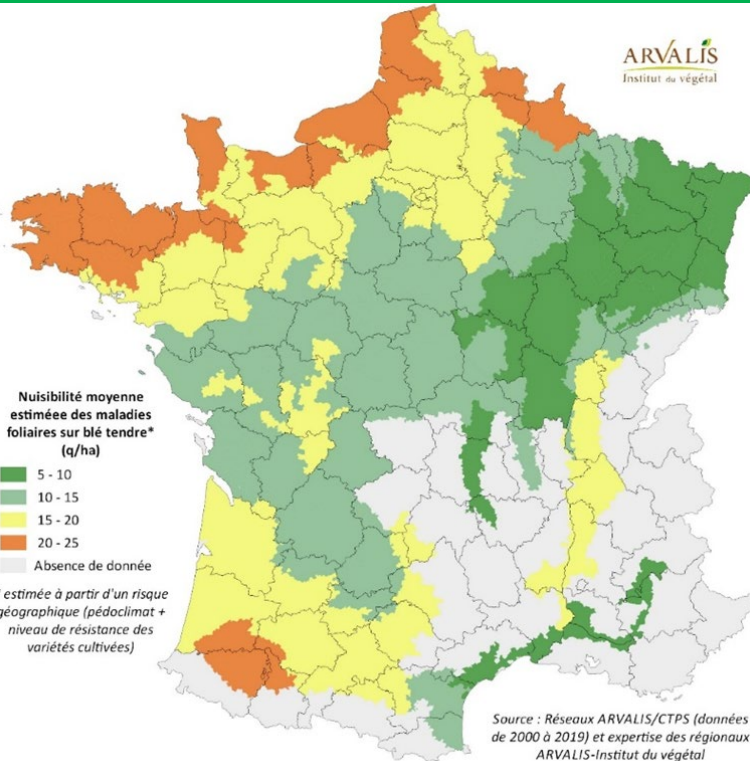 ARVALIS
Institut du végétal
Nuisibilité moyenne
estiméee des maladies
foliaires sur blé tendre*
(q/ha)
5 - 10
10 - 15
15 - 20
20 - 25
Absence de donnée
estimée à partir d'un risque
géographique (pédoclimat +
niveau de résistance des
variétés cultivées)
Source : Réseaux ARVALIS/CTPS (données
de 2000 à 2019) et expertise des régionaux
ARVALIS-Institut du végétal